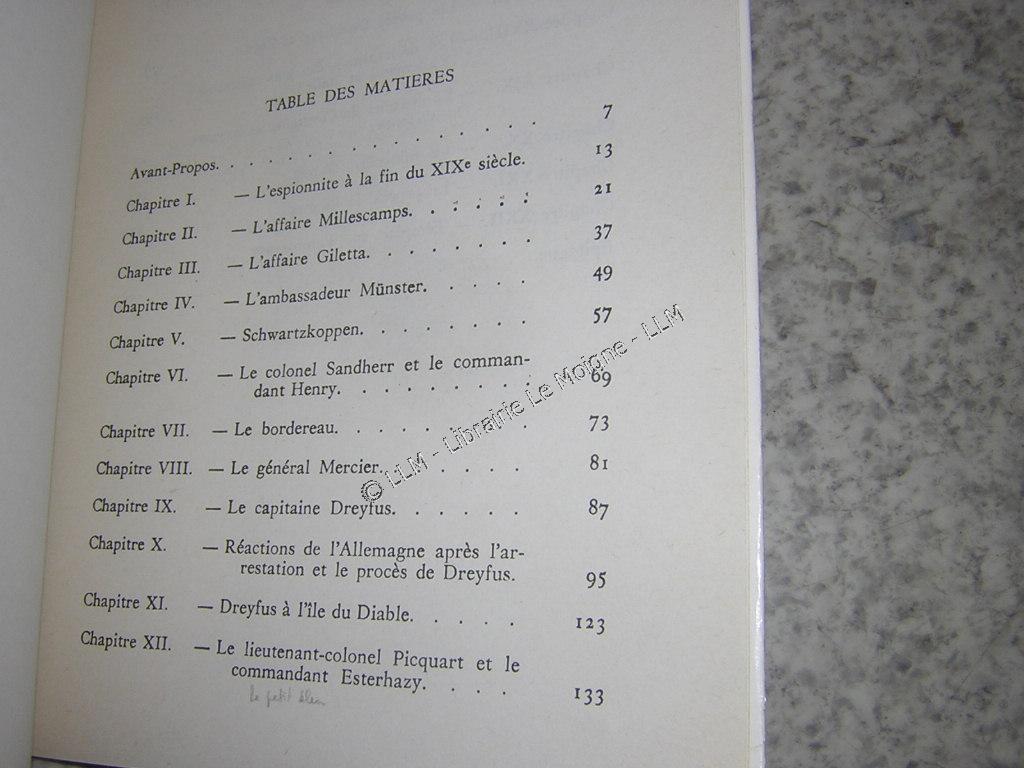 TABLE DES MATIERES
Avant-Propos. . . . . . . . . . . . . . . . 7
Chapitre I. — L'espionnite à la fin du XIXe siècle. 13
Chapitre II. — L'affaire Millescamps. . . . . . 21
Chapitre III. — L'affaire Giletta. . . . . . . . 37
Chapitre IV. — L'ambassadeur Münster. . . . . 49
Chapitre V. — Schwartzkoppen. . . . . . . . 57
Chapitre VI. — Le colonel Sandherr et le comman-
dant Henry. . . . . . . . . 69
Chapitre VII. — Le bordereau. . . . . . . . . 73
Chapitre VIII. — Le général Mercier. . . . . . . 81
Chapitre IX. — Le capitaine Dreyfus. . . . . . 87
Chapitre X. — Réactions de l'Allemagne après l'ar-
restation et le procès de Dreyfus. 95
Chapitre XI. — Dreyfus à l'île du Diable. . . . . 123
Chapitre XII. — Le lieutenant-colonel Picquart et le
commandant Esterhazy. . . . 133
le petit bleu
© LLM - Librairie Le Moigne - LLM